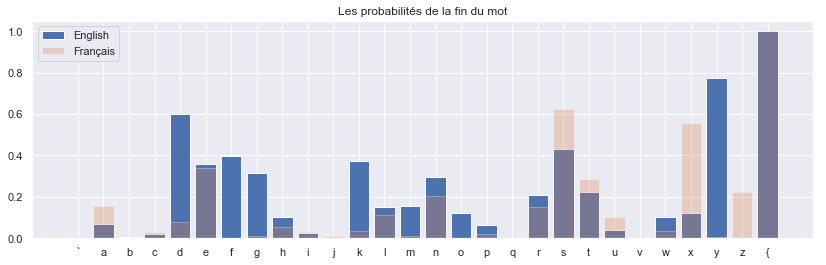 Les probabilités de la fin du mot
English
Français
1.0
0.8
0.6
0.4
0.2
0.0
` a b c d e f g h i j k l m n o p q r s t u v w x y z {